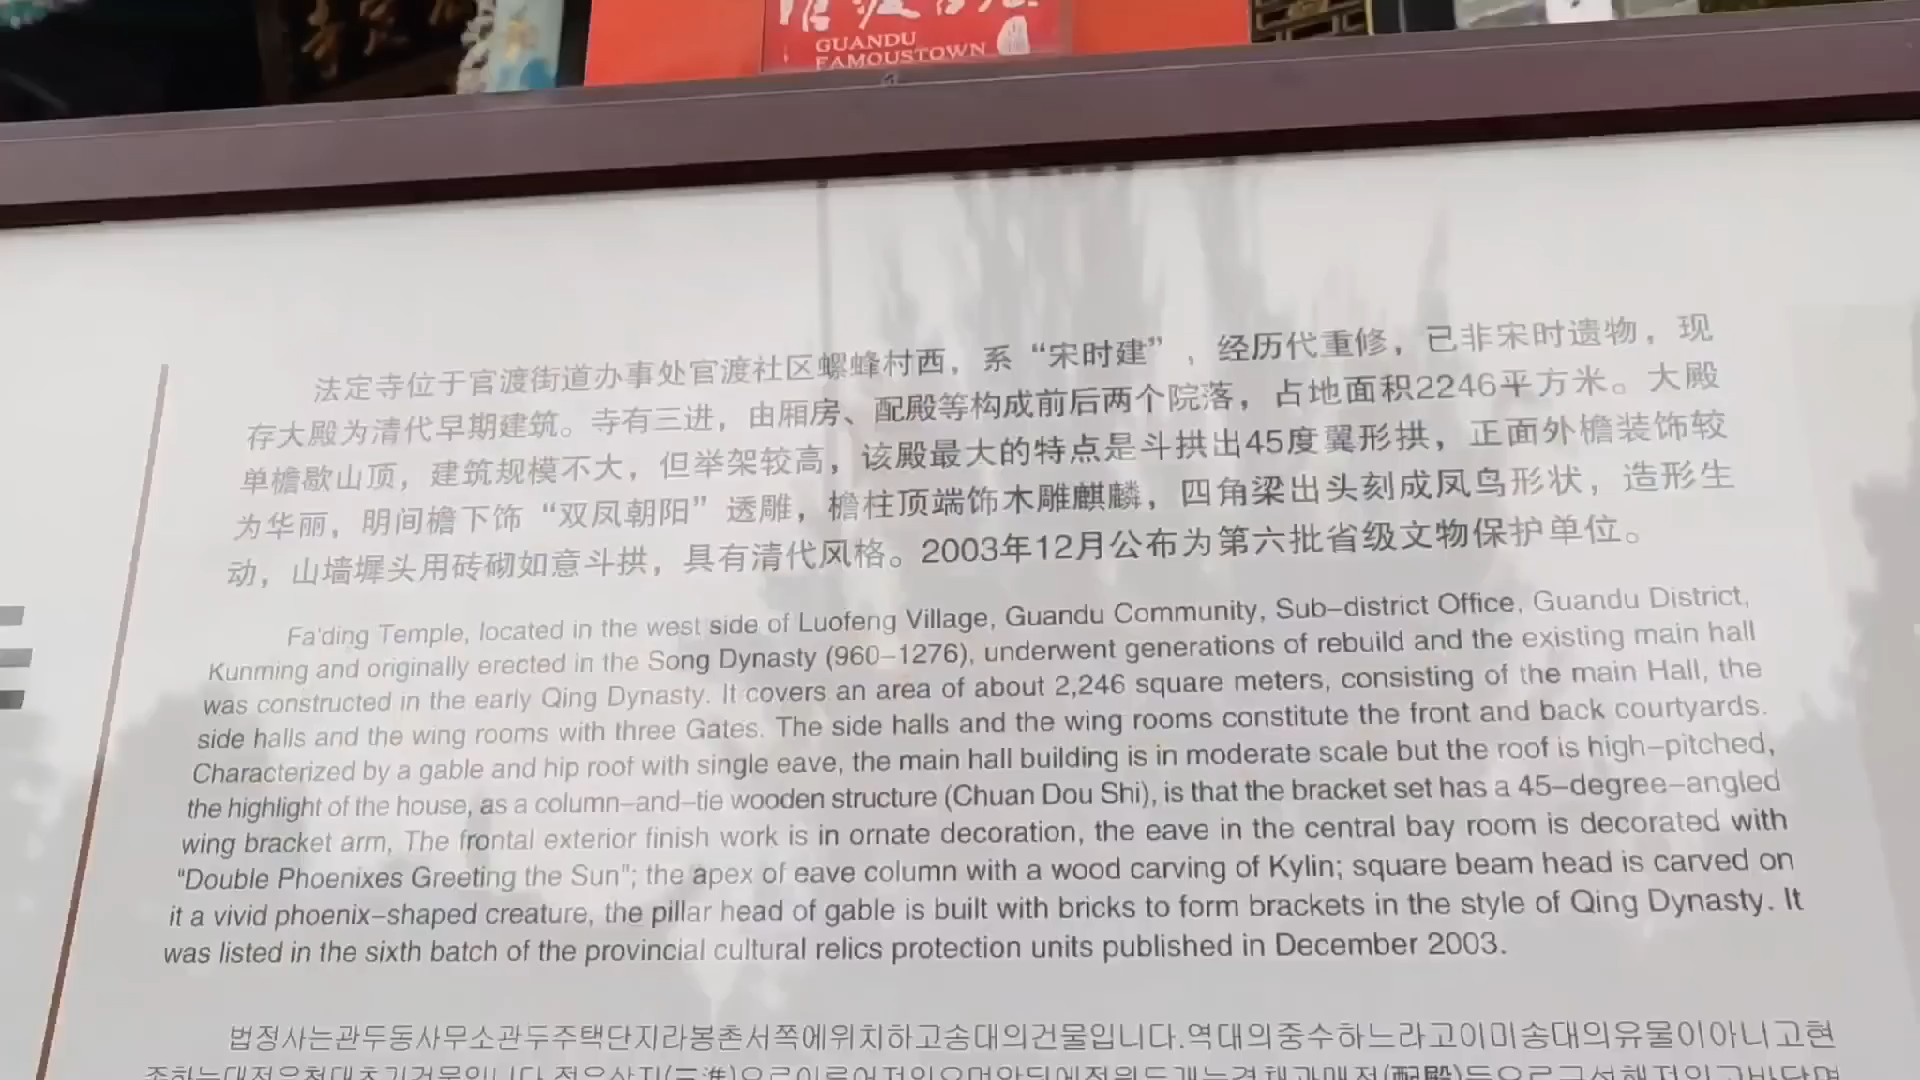 官渡古镇
GUANDU
FAMOUSTOWN
法定寺位于官渡街道办事处官渡社区螺蜂村西，系“宋时建”，经历代重修，已非宋时遗物，现
存大殿为清代早期建筑。寺有三进，由厢房、配殿等构成前后两个院落，占地面积2246平方米。大殿
单檐歇山顶，建筑规模不大，但举架较高，该殿最大的特点是斗拱出45度翼形拱，正面外檐装饰较
为华丽，明间檐下饰“双凤朝阳”透雕，檐柱顶端饰木雕麒麟，四角梁出头刻成凤鸟形状，造形生
动，山墙墀头用砖砌如意斗拱，具有清代风格。2003年12月公布为第六批省级文物保护单位。
Fa'ding Temple, located in the west side of Luofeng Village, Guandu Community, Sub-district Office, Guandu District,
Kunming and originally erected in the Song Dynasty (960-1276), underwent generations of rebuild and the existing main hall
was constructed in the early Qing Dynasty. It covers an area of about 2,246 square meters, consisting of the main Hall, the
side halls and the wing rooms with three Gates. The side halls and the wing rooms constitute the front and back courtyards.
Characterized by a gable and hip roof with single eave, the main hall building is in moderate scale but the roof is high-pitched,
the highlight of the house, as a column-and-tie wooden structure (Chuan Dou Shi), is that the bracket set has a 45-degree-angled
wing bracket arm, The frontal exterior finish work is in ornate decoration, the eave in the central bay room is decorated with
"Double Phoenixes Greeting the Sun"; the apex of eave column with a wood carving of Kylin; square beam head is carved on
it a vivid phoenix-shaped creature, the pillar head of gable is built with bricks to form brackets in the style of Qing Dynasty. It
was listed in the sixth batch of the provincial cultural relics protection units published in December 2003.
법정사는관두동사무소관두주택단지라봉촌서쪽에위치하고송대의건물입니다.역대의중수하느라고이미송대의유물이아니고현